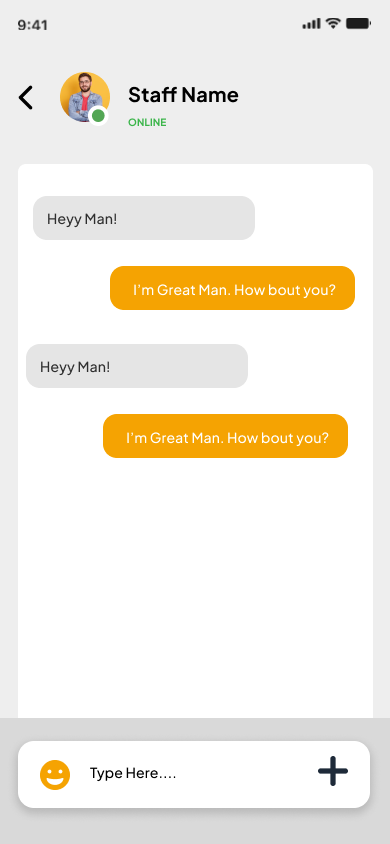 9:41
Staff Name
ONLINE
Heyy Man!
I'm Great Man. How bout you?
Heyy Man!
I'm Great Man. How bout you?
Type Here....